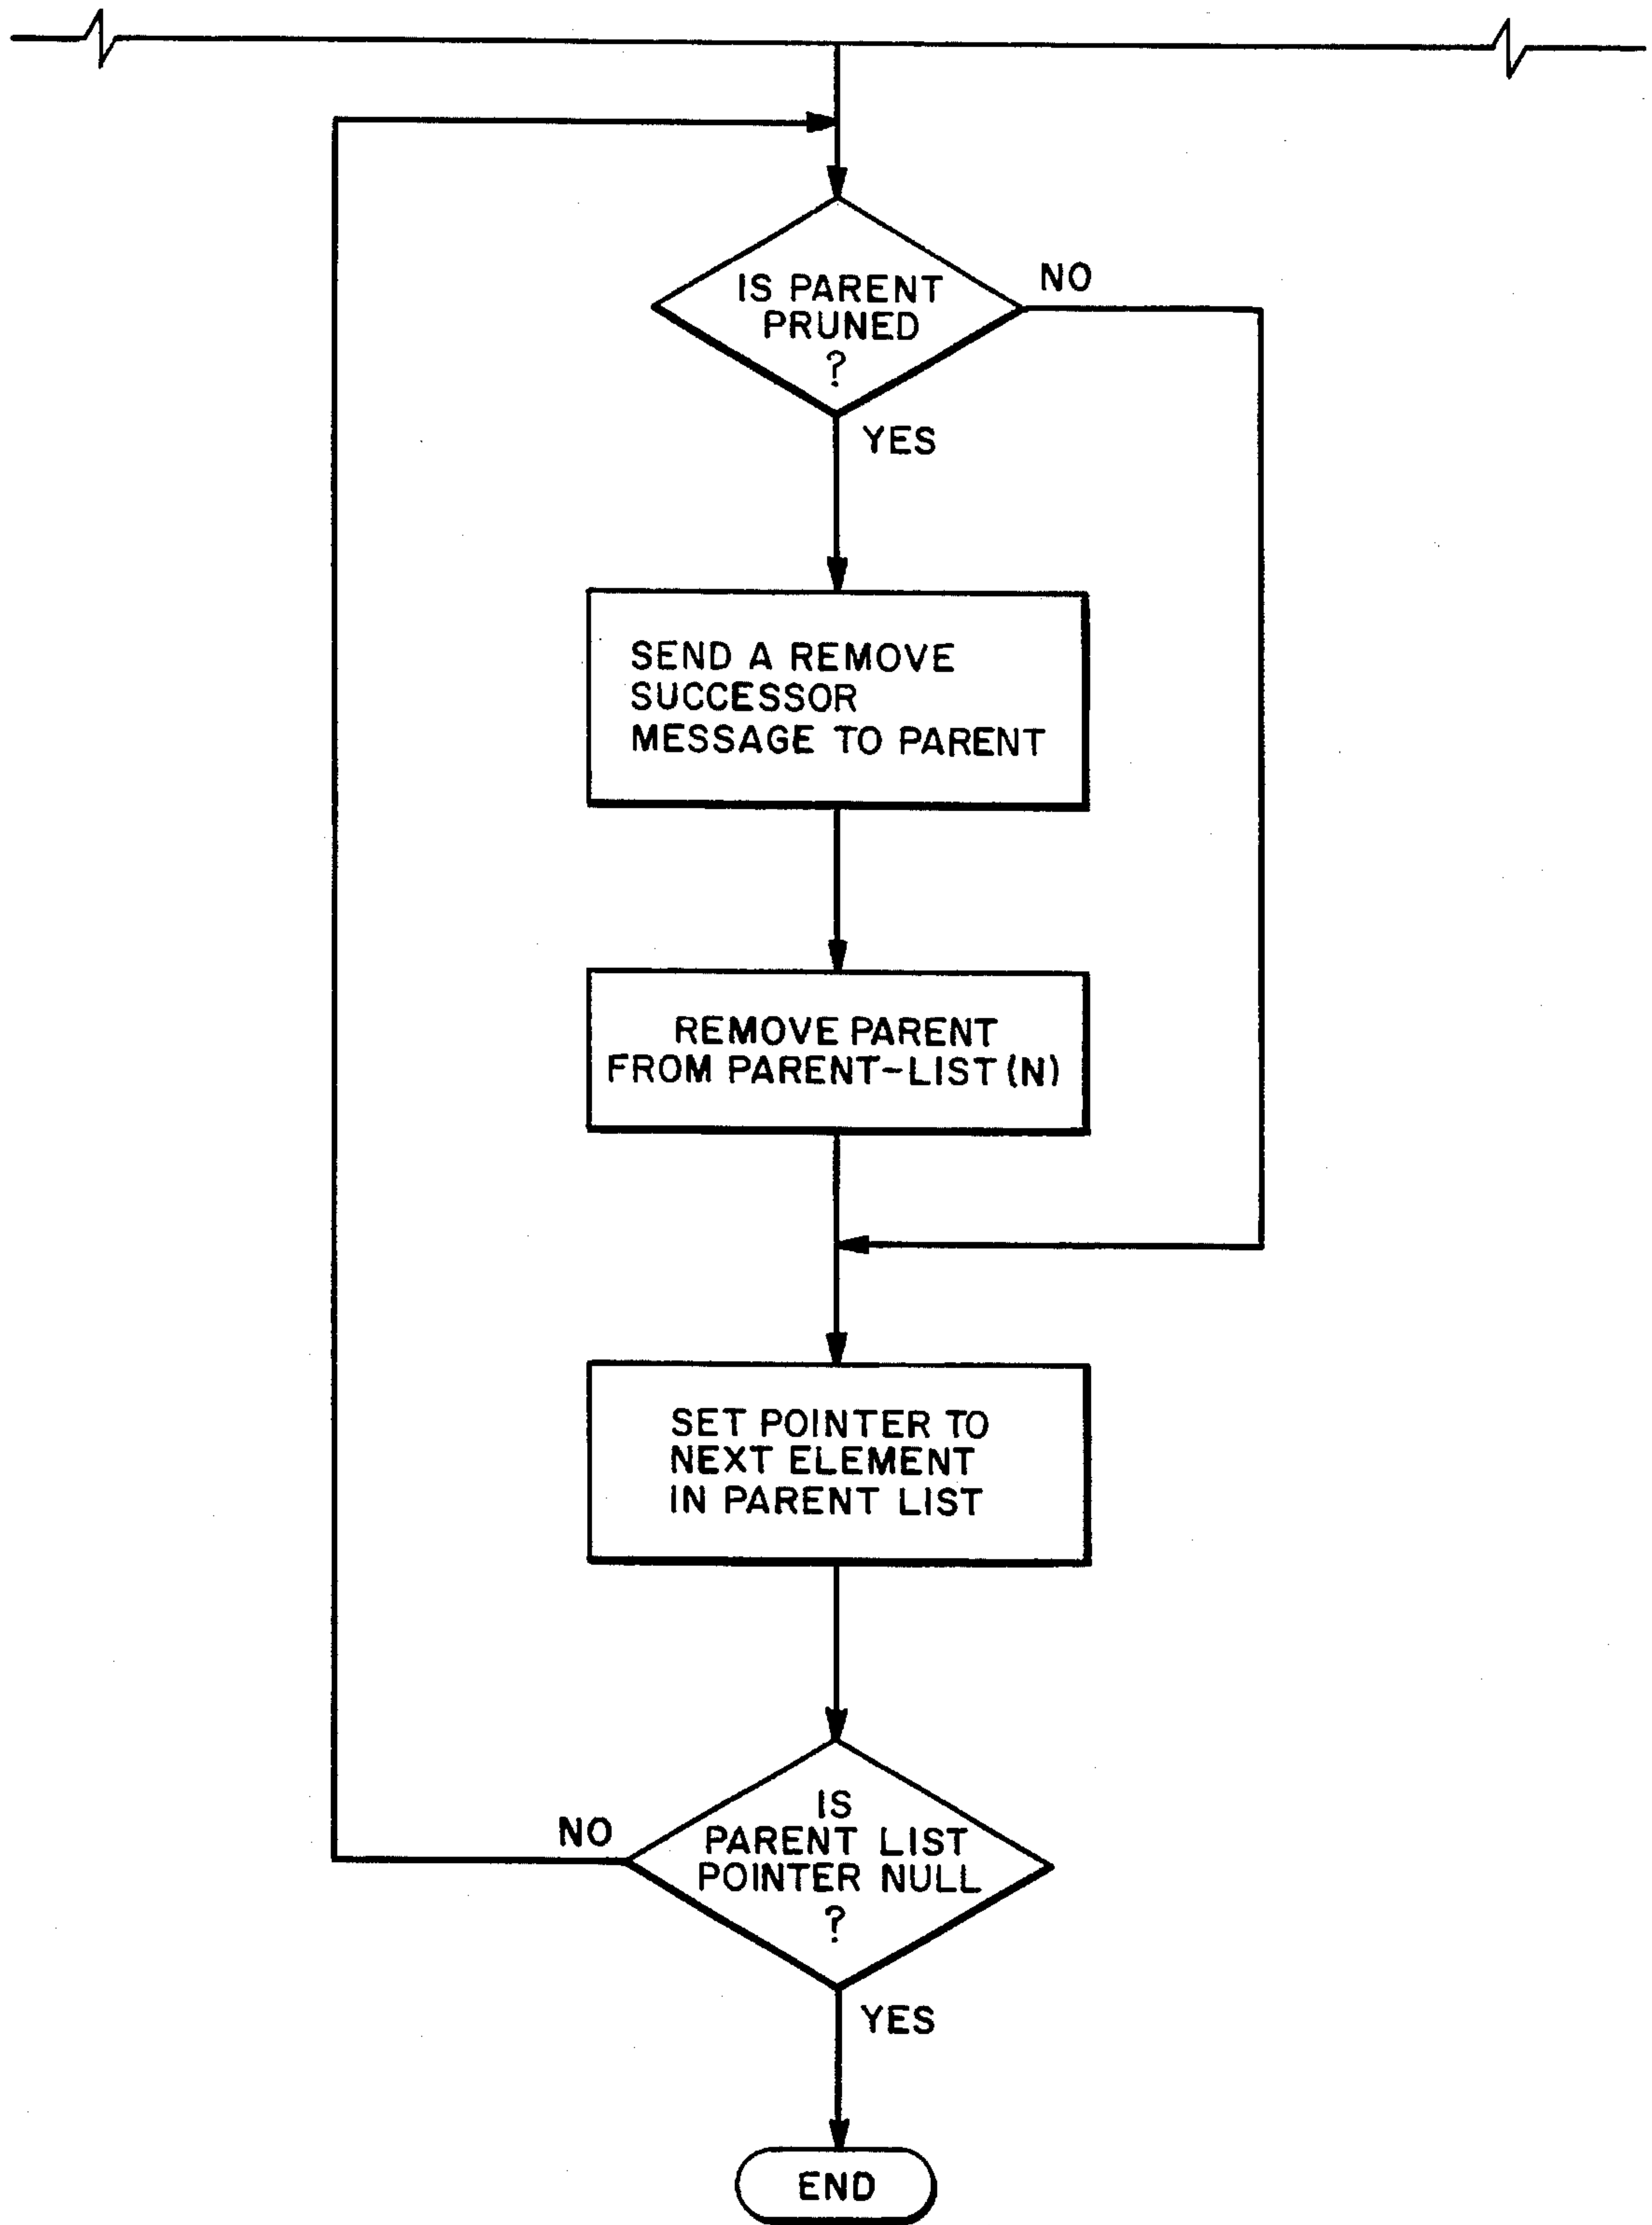 IS PARENT
PRUNED
?
NO
YES
SEND A REMOVE
SUCCESSOR
MESSAGE TO PARENT
REMOVE PARENT
FROM PARENT-LIST (N)
SET POINTER TO
NEXT ELEMENT
IN PARENT LIST
IS
PARENT LIST
POINTER NULL
?
NO
YES
END